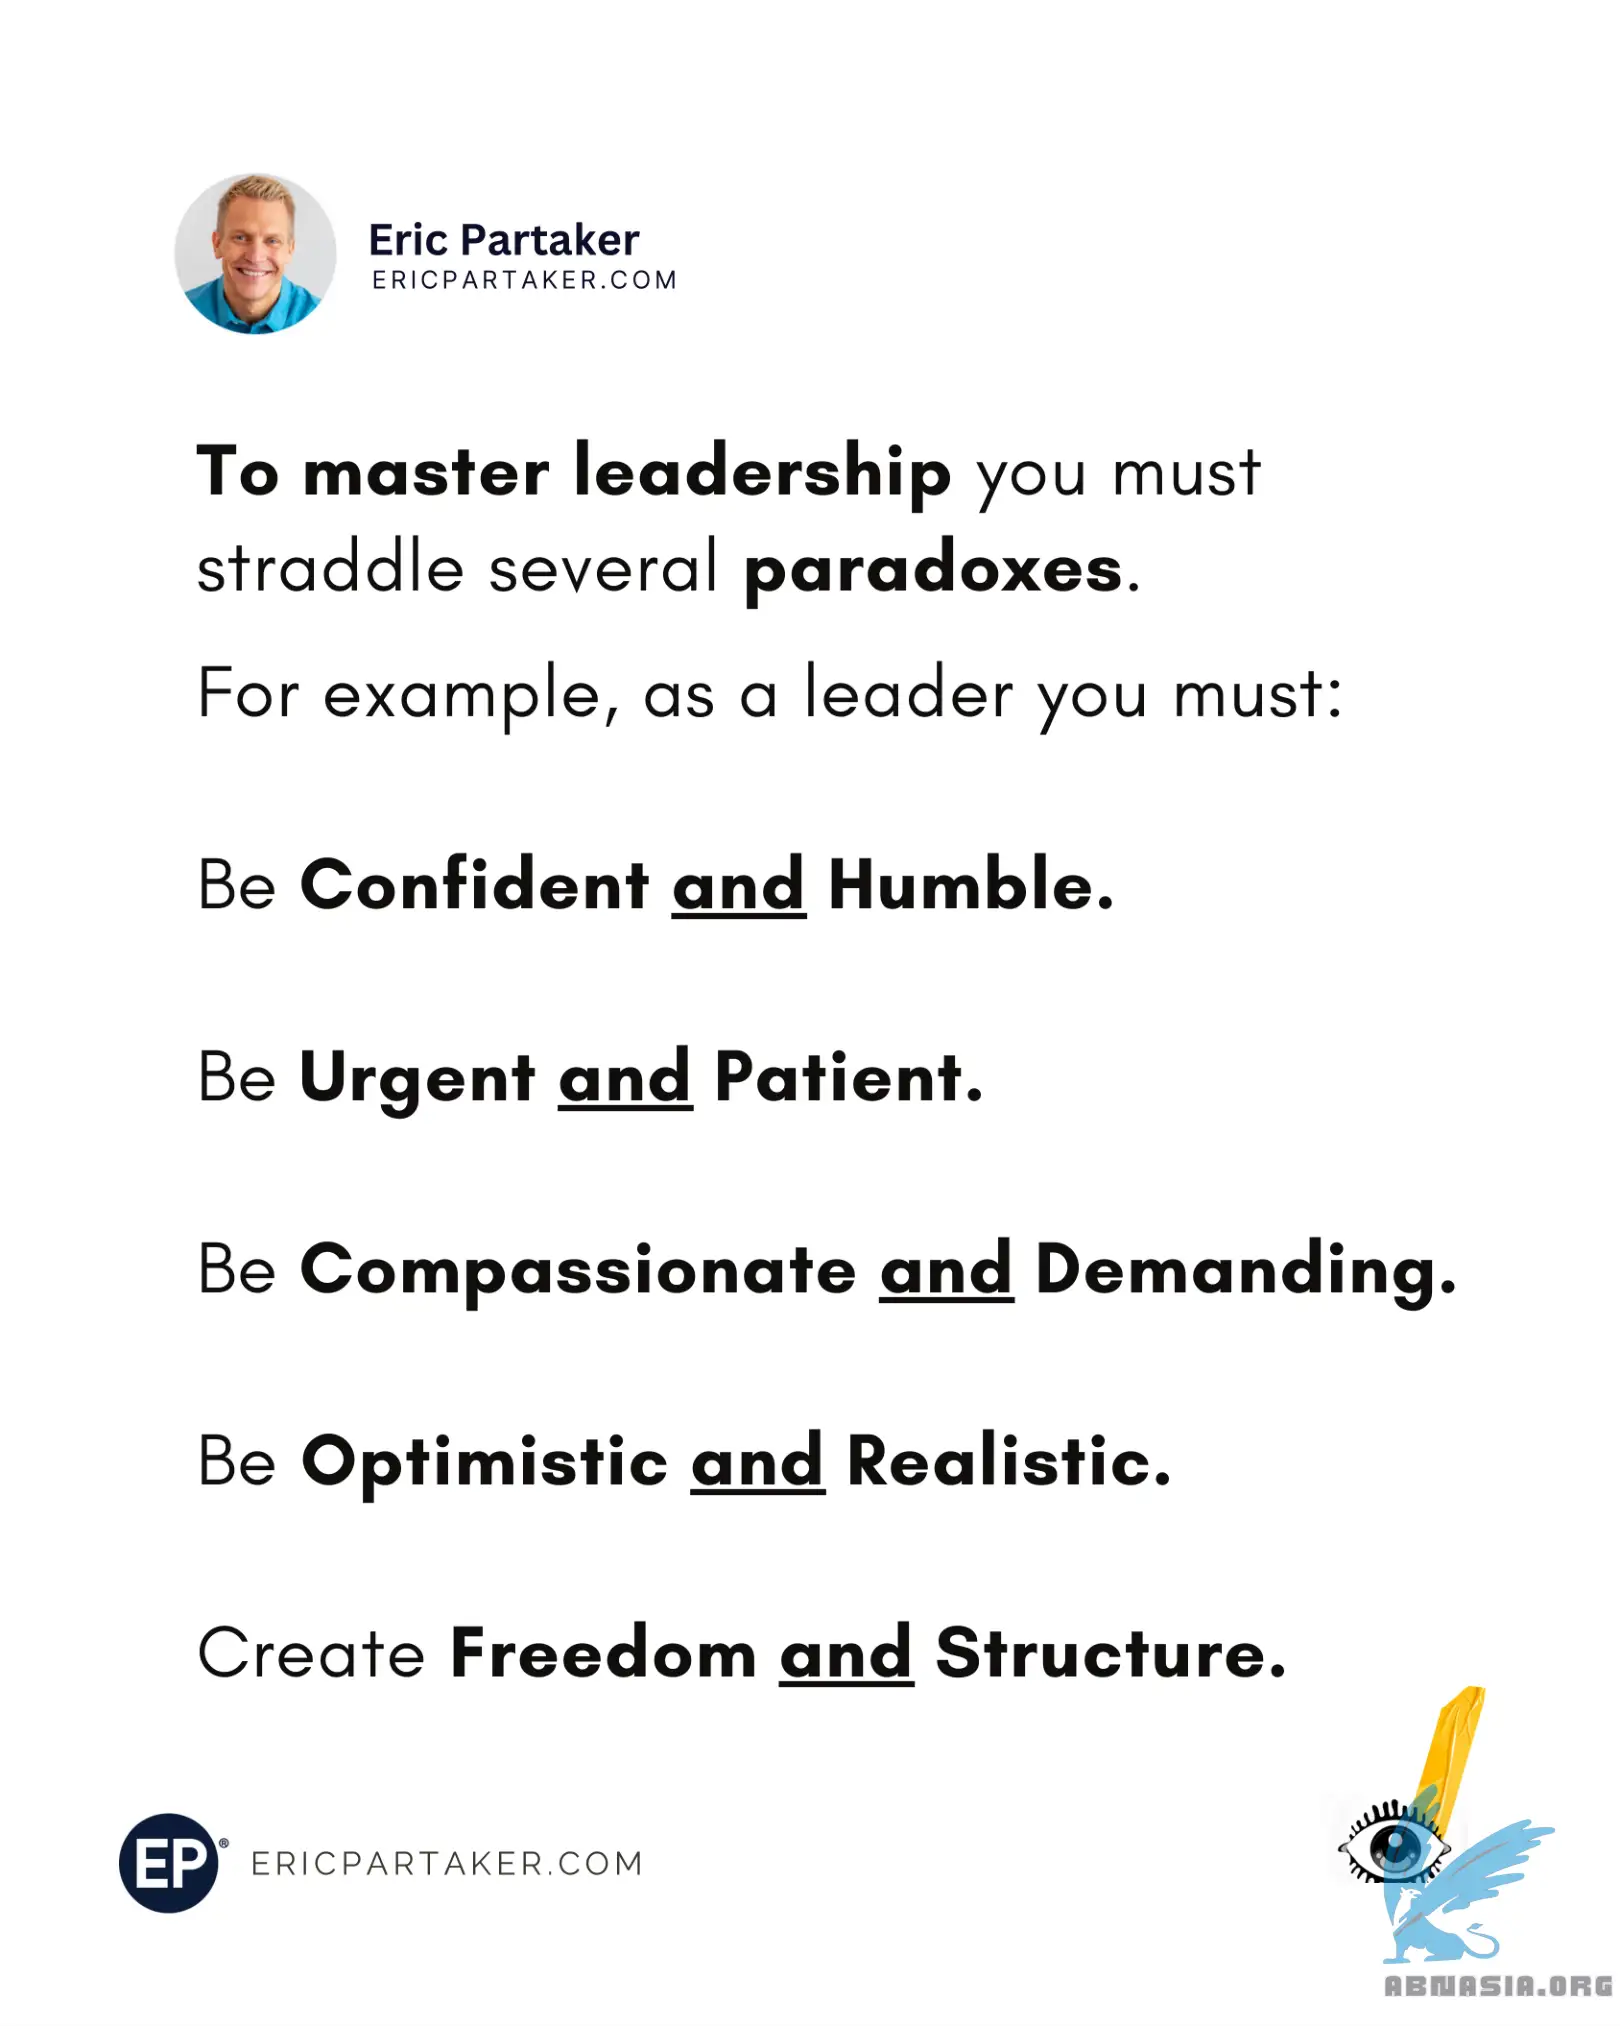 Eric Partaker
ERICPARTAKER.COM
To master leadership you must
straddle several paradoxes.
For example, as a leader you must:
Be Confident and Humble.
Be Urgent and Patient.
Be Compassionate and Demanding.
Be Optimistic and Realistic.
Create Freedom and Structure.
EP® ERICPARTAKER.COM
ABNASIA.ORG